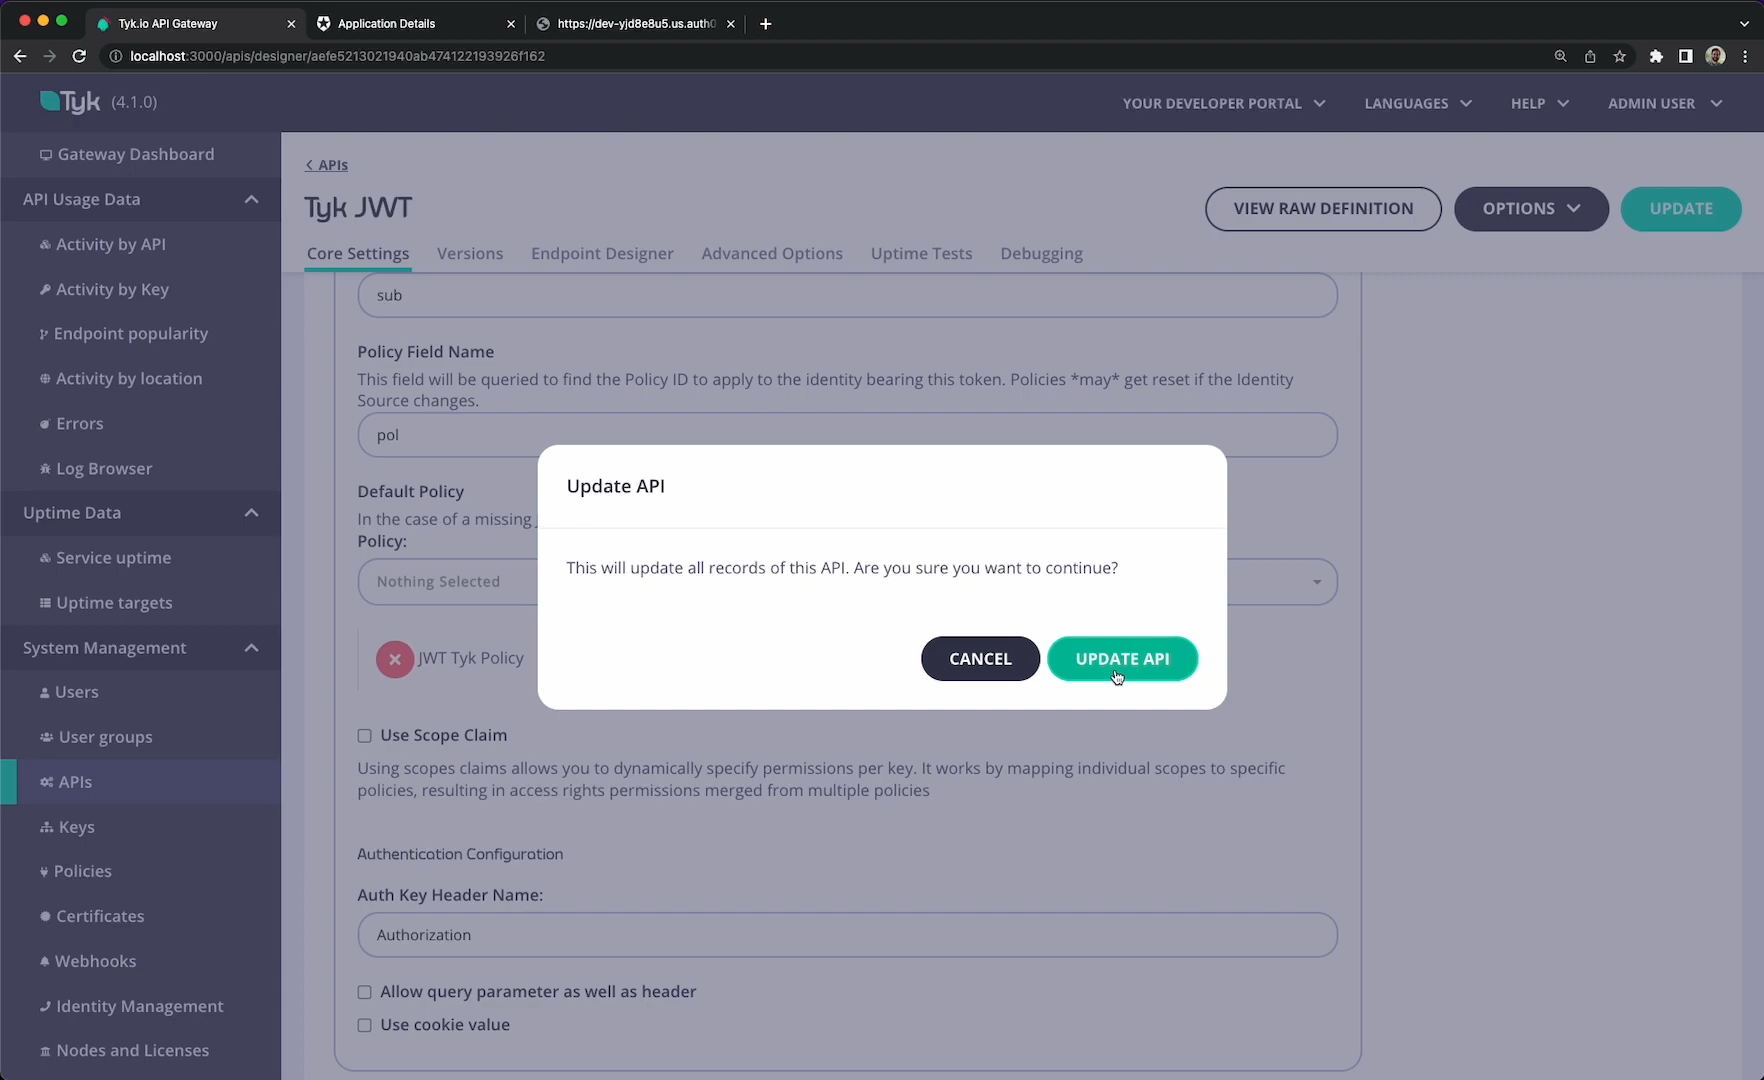 Tyk.io API Gateway
Application Details
https://dev-yjd8e8u5.us.auth0
localhost:3000/apis/designer/aefe5213021940ab474122193926f162
Tyk (4.1.0)
YOUR DEVELOPER PORTAL
LANGUAGES
HELP
ADMIN USER
Gateway Dashboard
API Usage Data
Activity by API
Activity by Key
Endpoint popularity
Activity by location
Errors
Log Browser
Uptime Data
Service uptime
Uptime targets
System Management
Users
User groups
APIs
Keys
Policies
Certificates
Webhooks
Identity Management
Nodes and Licenses
< APIs
Tyk JWT
VIEW RAW DEFINITION
OPTIONS
UPDATE
Core Settings
Versions
Endpoint Designer
Advanced Options
Uptime Tests
Debugging
sub
Policy Field Name
This field will be queried to find the Policy ID to apply to the identity bearing this token. Policies *may* get reset if the Identity
Source changes.
pol
Default Policy
In the case of a missing
Policy:
Nothing Selected
JWT Tyk Policy
Update API
This will update all records of this API. Are you sure you want to continue?
CANCEL
UPDATE API
Use Scope Claim
Using scopes claims allows you to dynamically specify permissions per key. It works by mapping individual scopes to specific
policies, resulting in access rights permissions merged from multiple policies
Authentication Configuration
Auth Key Header Name:
Authorization
Allow query parameter as well as header
Use cookie value